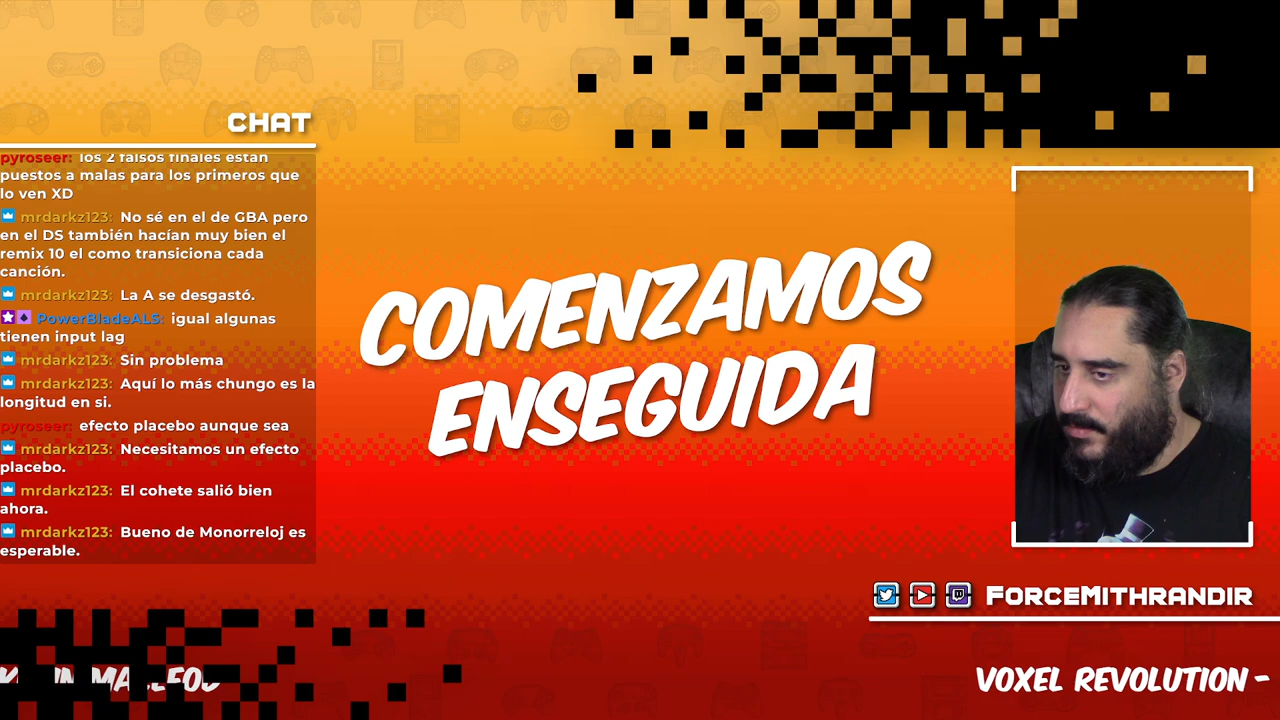 CHAT
pyroseer: los 2 falsos finales están
puestos a malas para los primeros que
lo ven XD
mrdarkz123: No sé en el de GBA pero
en el DS también hacían muy bien el
remix 10 el como transiciona cada
canción.
mrdarkz123: La A se desgastó.
PowerBladeALS: igual algunas
tienen input lag
mrdarkz123: Sin problema
mrdarkz123: Aquí lo más chungo es la
longitud en si.
pyroseer: efecto placebo aunque sea
mrdarkz123: Necesitamos un efecto
placebo.
mrdarkz123: El cohete salió bien
ahora.
mrdarkz123: Bueno de Monorreloj es
esperable.
COMENZAMOS
ENSEGUIDA
FORCEMITHRANDIR
VOXEL REVOLUTION -